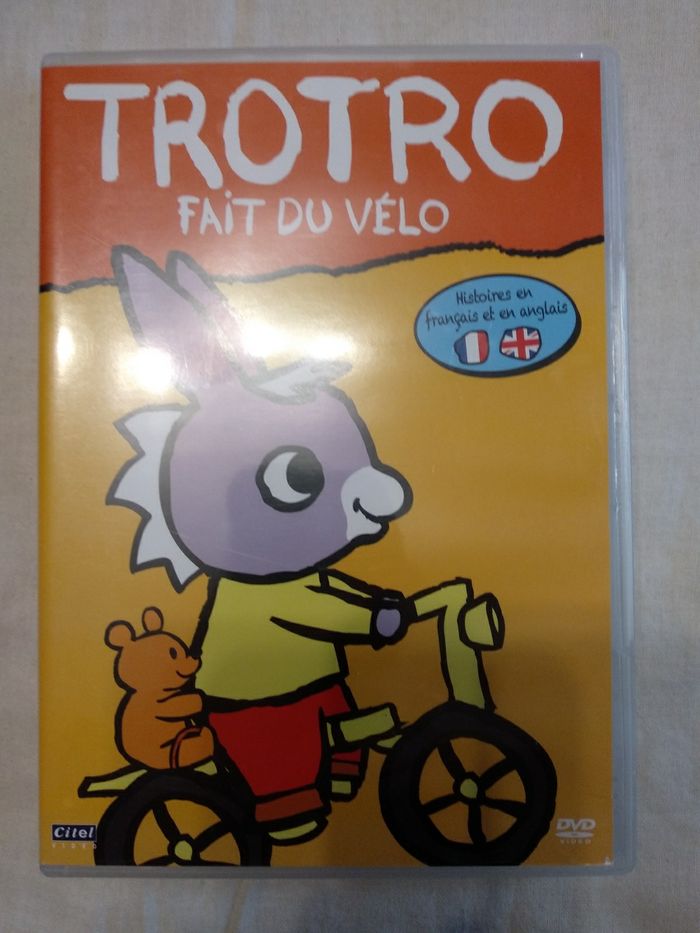 TROTRO
FAIT DU VÉLO
Histoires en
français et en anglais
Citel
VIDEO
DVD
VIDEO